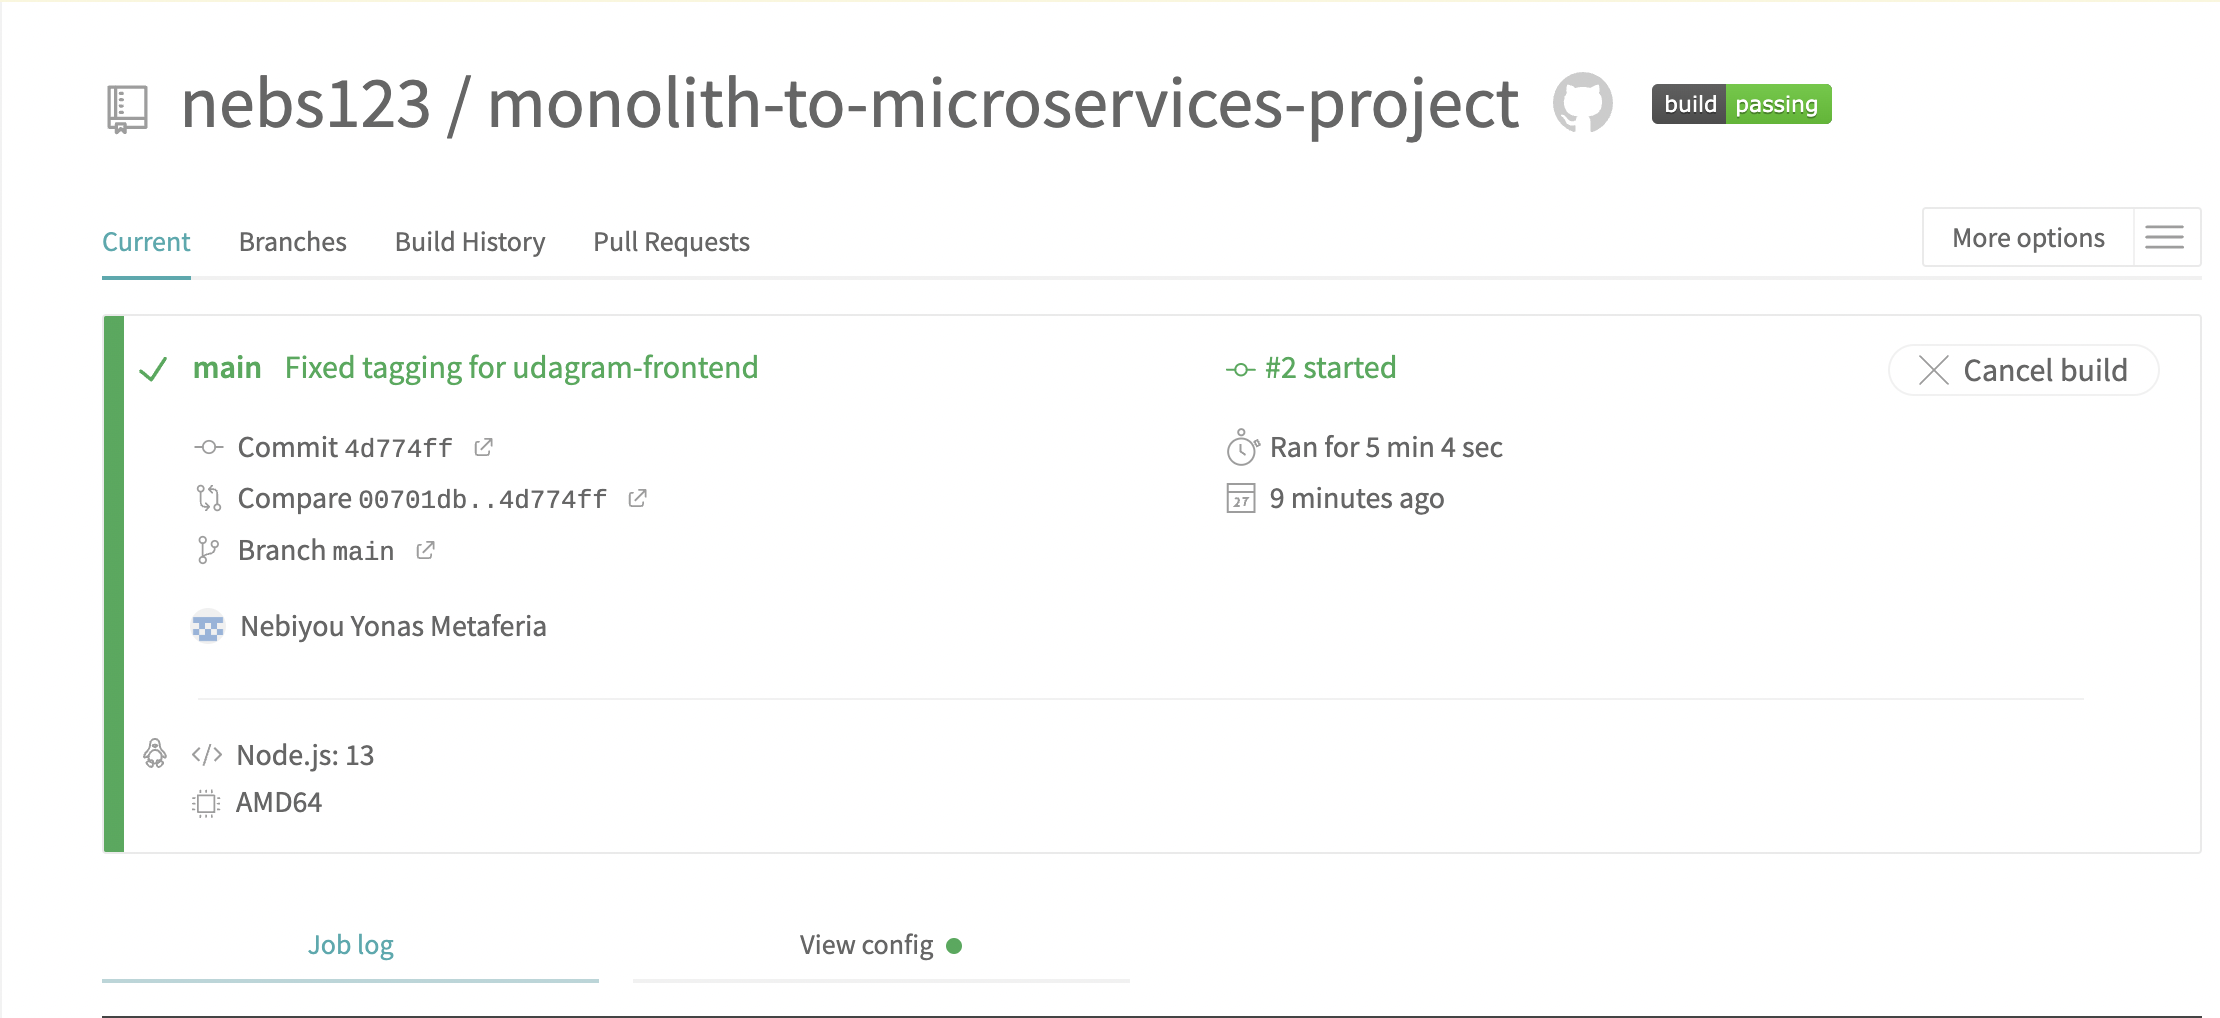 nebs123 / monolith-to-microservices-project build passing
Current Branches Build History Pull Requests More options
main Fixed tagging for udagram-frontend #2 started Cancel build
Commit 4d774ff Ran for 5 min 4 sec
Compare 00701db..4d774ff 27 9 minutes ago
Branch main
Nebiyou Yonas Metaferia
</> Node.js: 13
AMD64
Job log View config